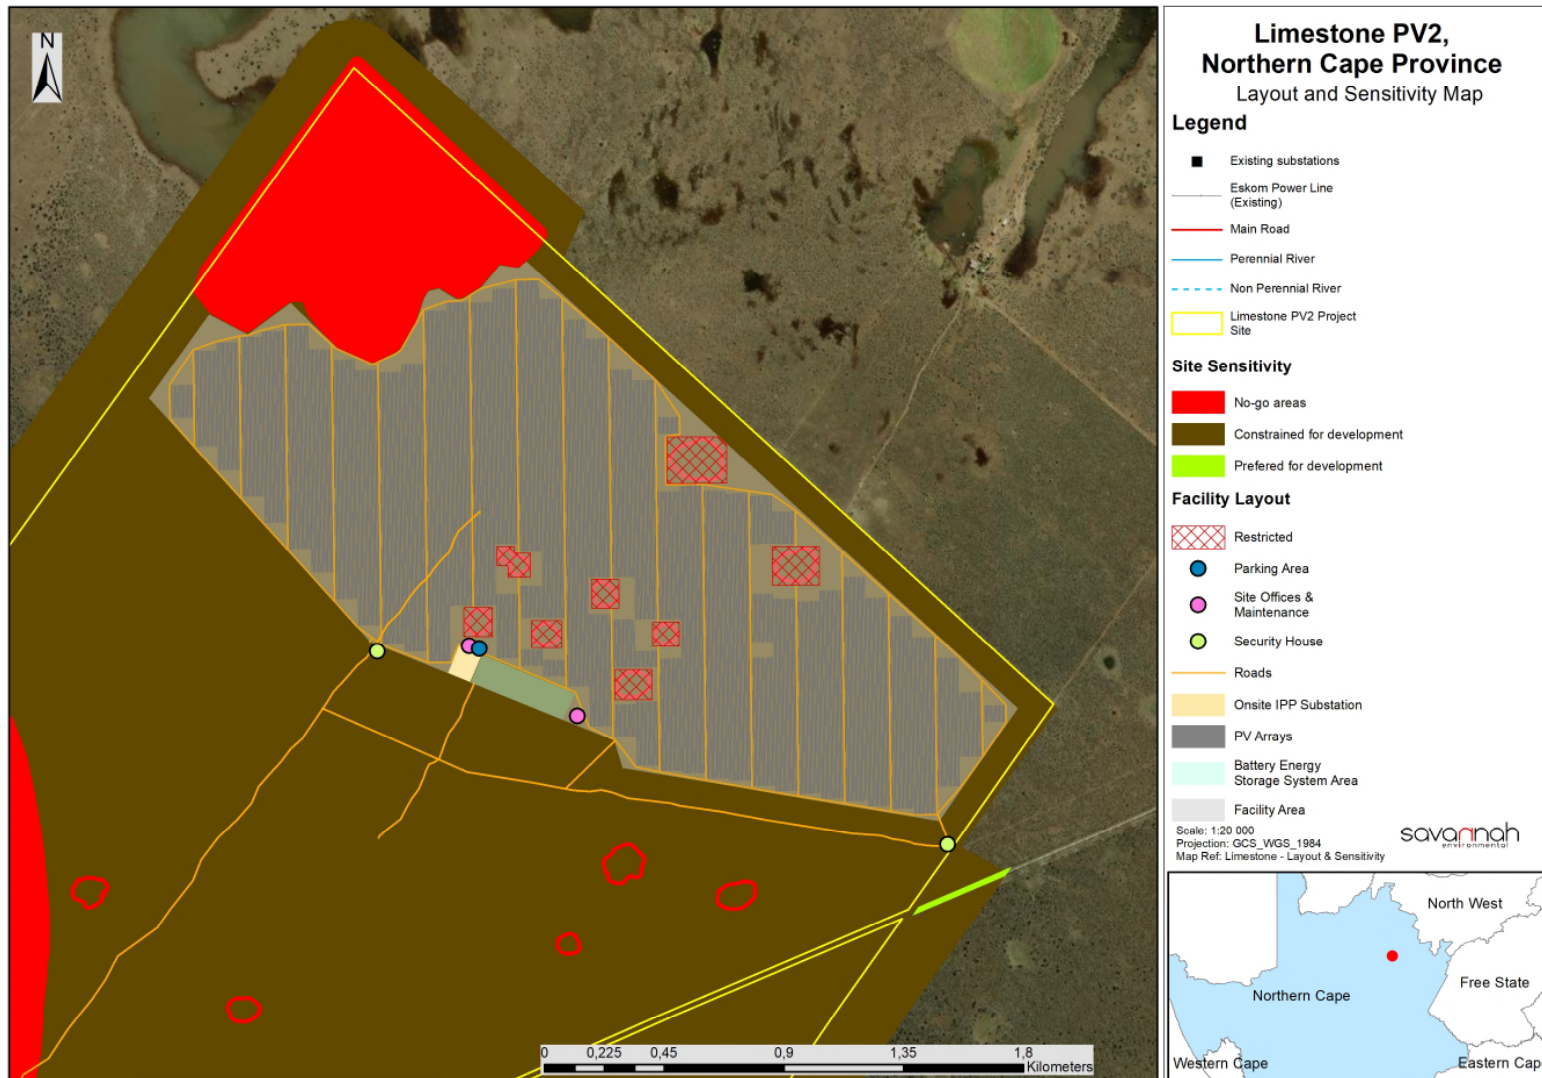 N
Limestone PV2,
Northern Cape Province
Layout and Sensitivity Map
Legend
Existing substations
Eskom Power Line
(Existing)
Main Road
Perennial River
Non Perennial River
Limestone PV2 Project
Site
Site Sensitivity
No-go areas
Constrained for development
Prefered for development
Facility Layout
Restricted
Parking Area
Site Offices &
Maintenance
Security House
Roads
Onsite IPP Substation
PV Arrays
Battery Energy
Storage System Area
Facility Area
Scale: 1:20 000
Projection: GCS_WGS_1984
Map Ref: Limestone - Layout & Sensitivity
savannah
environmental
North West
Free State
Northern Cape
Western Cape
Eastern Cap
0 0,225 0,45 0,9 1,35 1,8
Kilometers